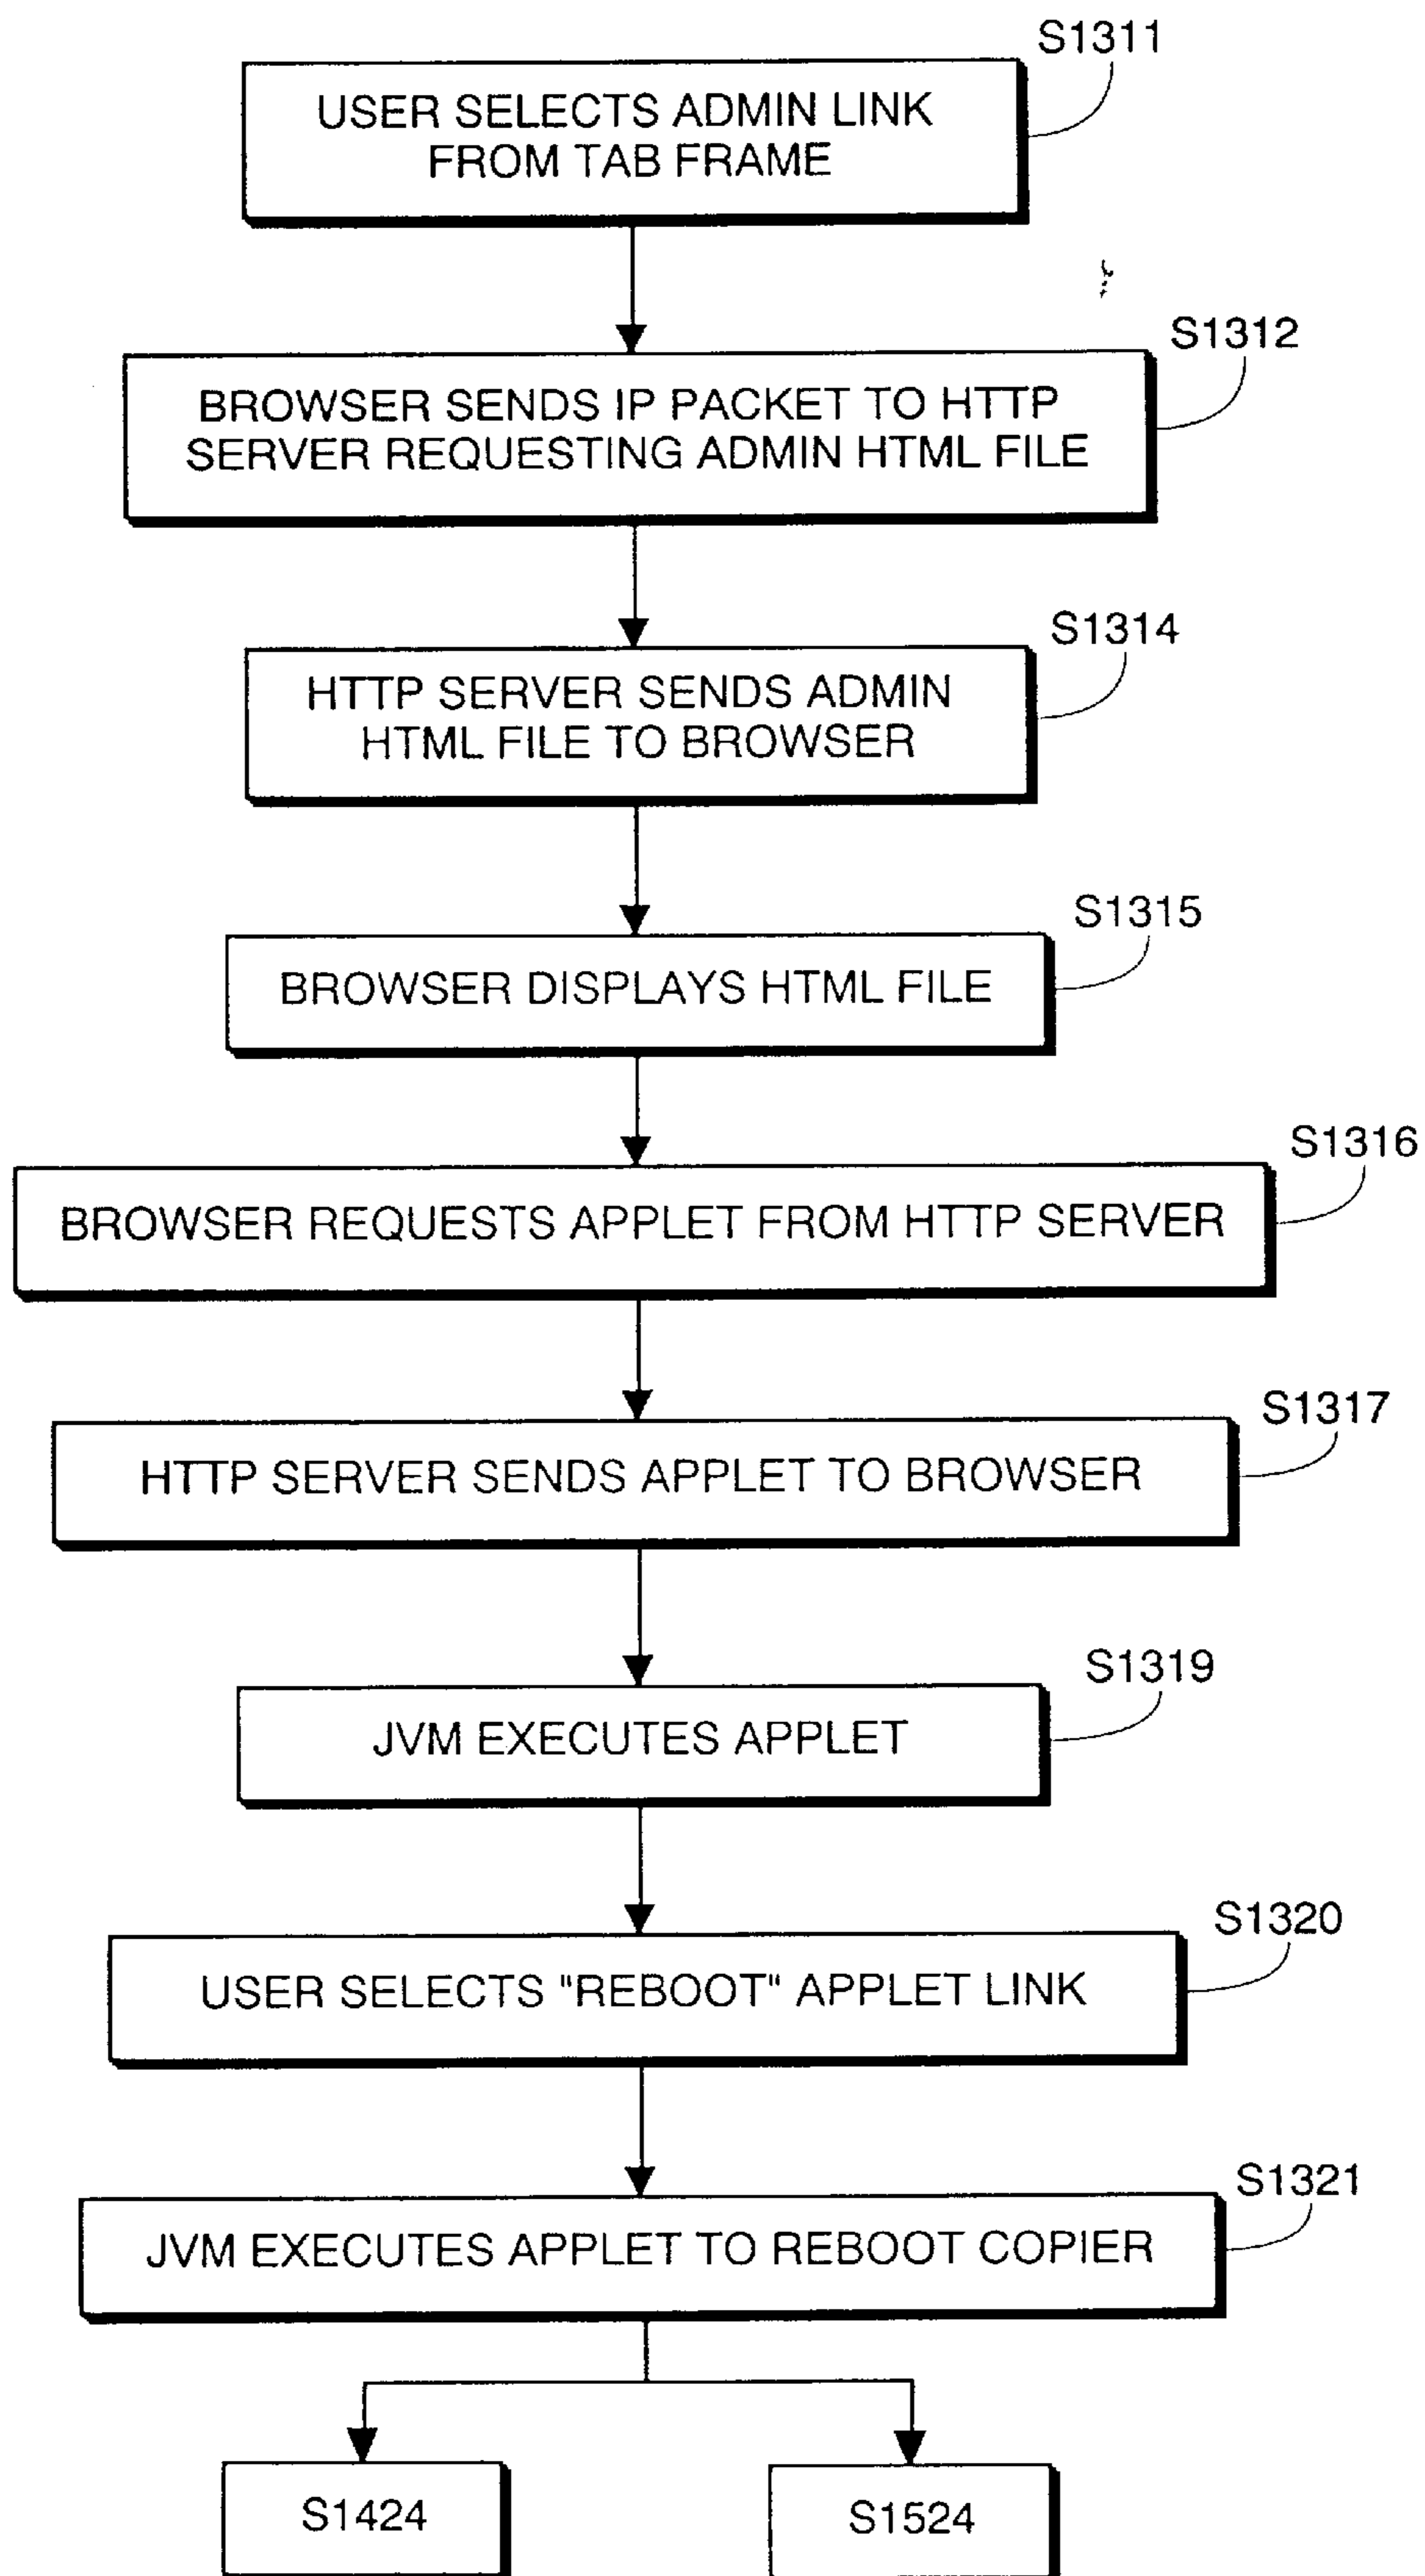 S1311
USER SELECTS ADMIN LINK
FROM TAB FRAME
S1312
BROWSER SENDS IP PACKET TO HTTP
SERVER REQUESTING ADMIN HTML FILE
S1314
HTTP SERVER SENDS ADMIN
HTML FILE TO BROWSER
S1315
BROWSER DISPLAYS HTML FILE
S1316
BROWSER REQUESTS APPLET FROM HTTP SERVER
S1317
HTTP SERVER SENDS APPLET TO BROWSER
S1319
JVM EXECUTES APPLET
S1320
USER SELECTS "REBOOT" APPLET LINK
S1321
JVM EXECUTES APPLET TO REBOOT COPIER
S1424
S1524